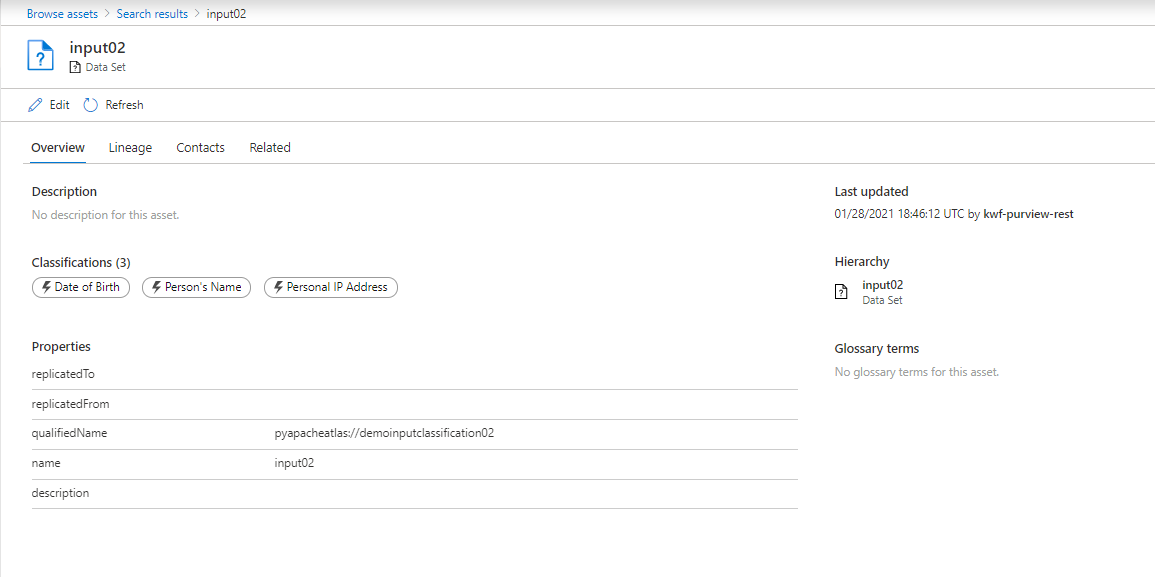 Browse assets > Search results > input02
input02
Data Set
Edit Refresh
Overview Lineage Contacts Related
Description
No description for this asset.
Classifications (3)
Date of Birth Person's Name Personal IP Address
Properties
replicatedTo
replicatedFrom
qualifiedName pyapacheatlas://demoinputclassification02
name input02
description
Last updated
01/28/2021 18:46:12 UTC by kwf-purview-rest
Hierarchy
input02
Data Set
Glossary terms
No glossary terms for this asset.